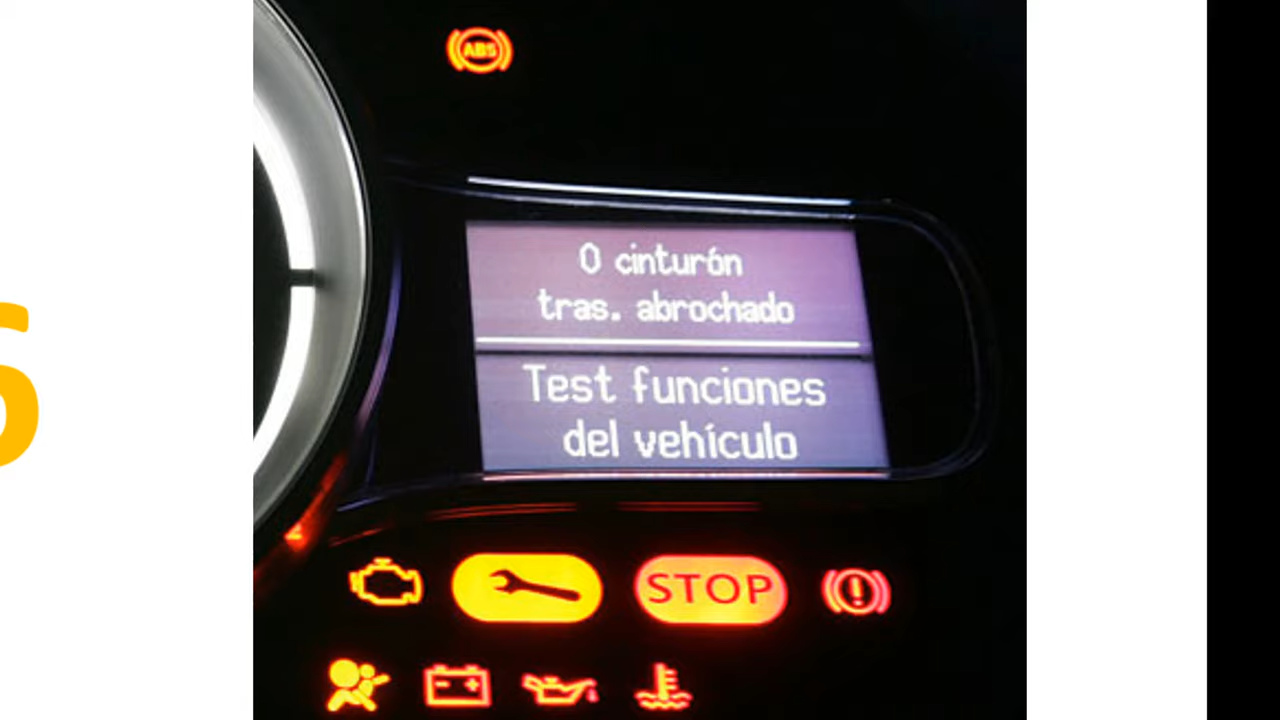 ABS
0 cinturón
tras. abrochado
Test funciones
del vehículo
STOP